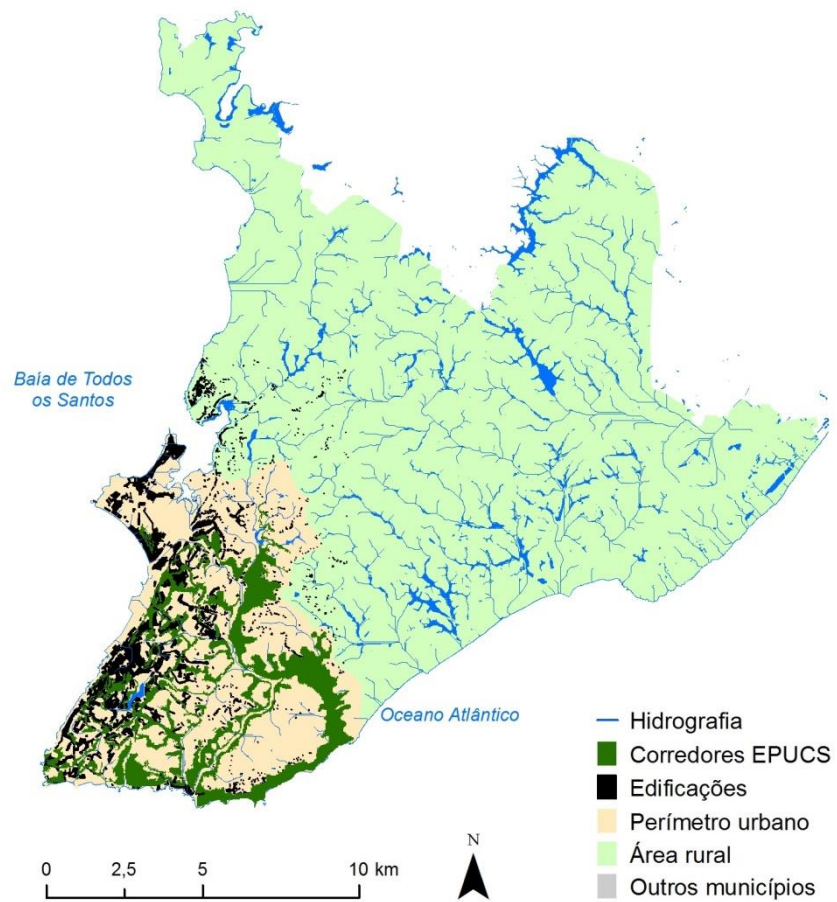 Baía de Todos
os Santos
Oceano Atlântico
Hidrografia
Corredores EPUCS
Edificações
Perímetro urbano
Área rural
Outros municípios
0 2,5 5 10 km
N